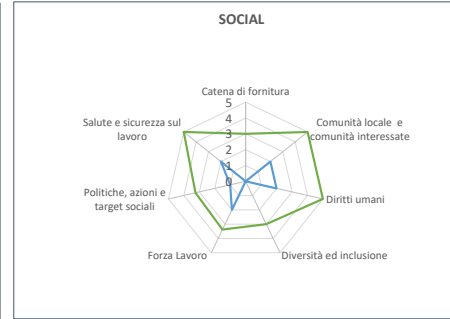 SOCIAL
Catena di fornitura
5
4
3
2
1
0
Comunità locale e
comunità interessate
Diritti umani
Diversità ed inclusione
Forza Lavoro
Politiche, azioni e
target sociali
Salute e sicurezza sul
lavoro